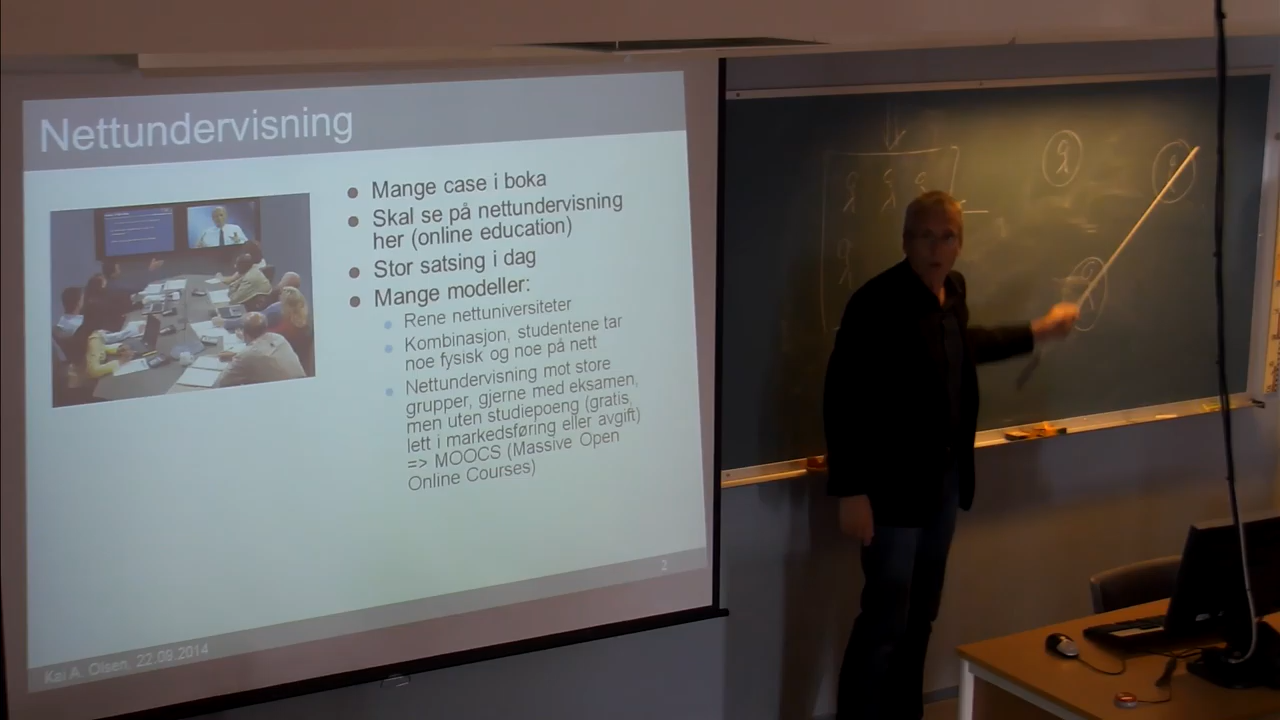 Nettundervisning
Mange case i boka
Skal se på nettundervisning
her (online education)
Stor satsing i dag
Mange modeller:
Rene nettuniversiteter
Kombinasjon, studentene tar
noe fysisk og noe på nett
Nettundervisning mot store
grupper, gjerne med eksamen,
men uten studiepoeng (gratis,
lett i markedsføring eller avgift)
=> MOOCS (Massive Open
Online Courses)
2
Kai A. Olsen, 22.09.2014